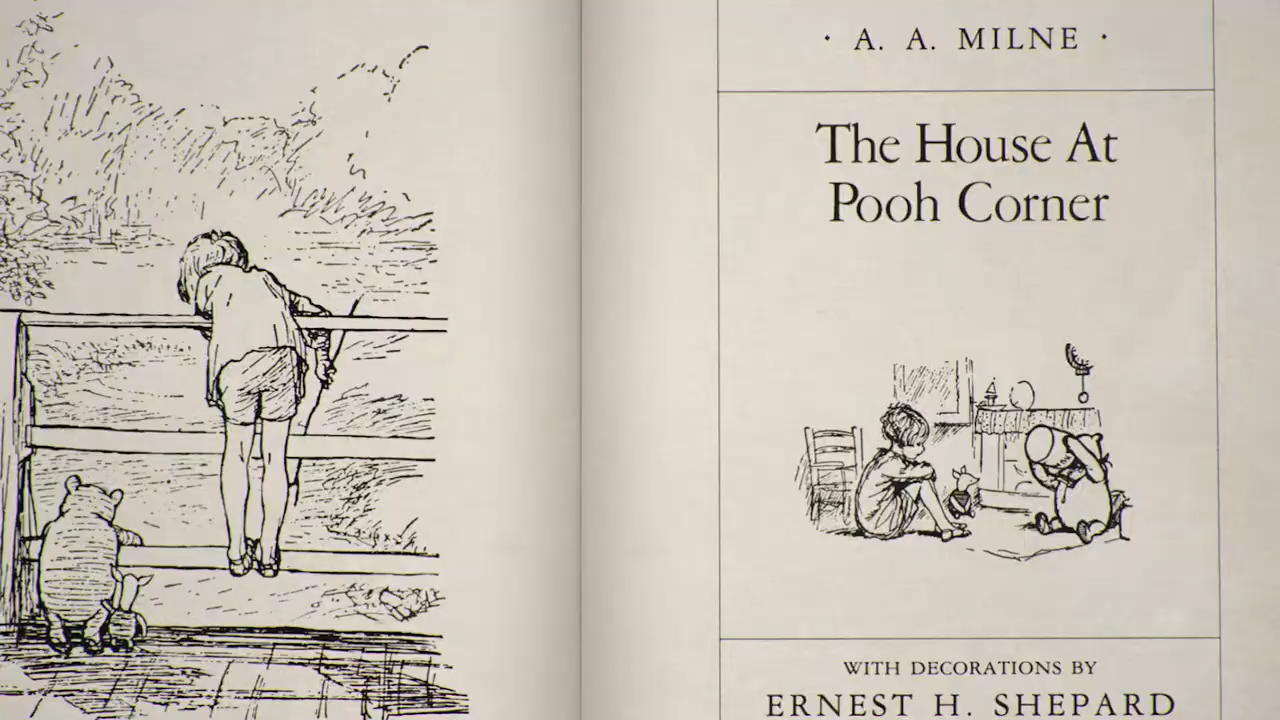 · A. A. MILNE ·
The House At
Pooh Corner
WITH DECORATIONS BY
ERNEST H. SHEPARD